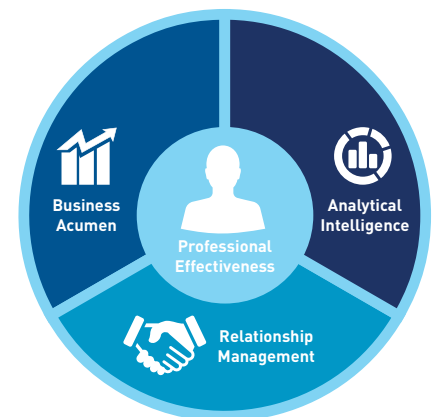 Business
Acumen
Analytical
Intelligence
Professional
Effectiveness
Relationship
Management